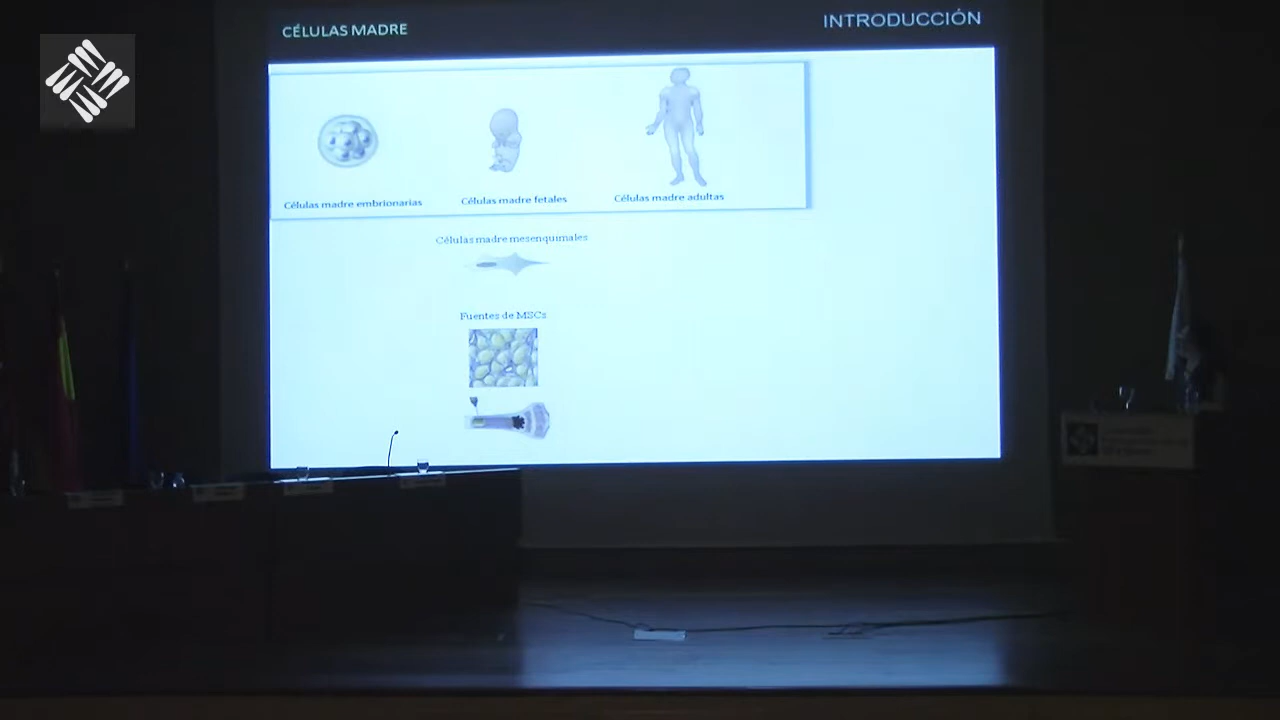 CÉLULAS MADRE
INTRODUCCIÓN
Células madre embrionarias
Células madre fetales
Células madre adultas
Células madre mesenquimales
Fuentes de MSCs